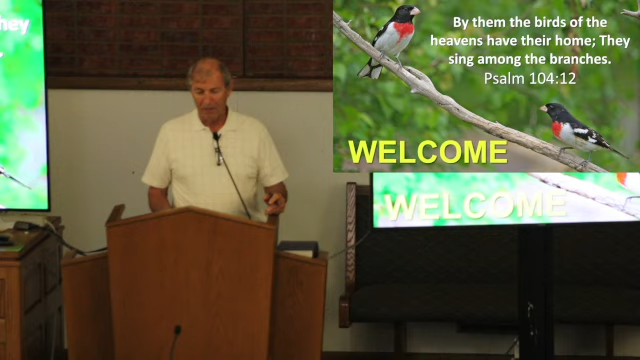 hey
By them the birds of the
heavens have their home; They
sing among the branches.
Psalm 104:12
WELCOME
WELCOME